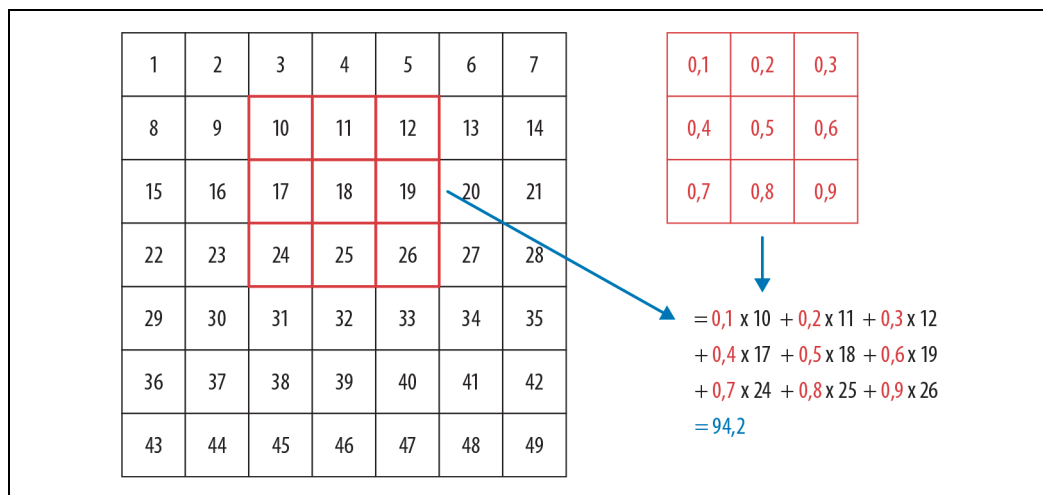 1 2 3 4 5 6 7
8 9 10 11 12 13 14
15 16 17 18 19 20 21
22 23 24 25 26 27 28
29 30 31 32 33 34 35
36 37 38 39 40 41 42
43 44 45 46 47 48 49
0,1 0,2 0,3
0,4 0,5 0,6
0,7 0,8 0,9
= 0,1 x 10 + 0,2 x 11 + 0,3 x 12
+ 0,4 x 17 + 0,5 x 18 + 0,6 x 19
+ 0,7 x 24 + 0,8 x 25 + 0,9 x 26
= 94,2